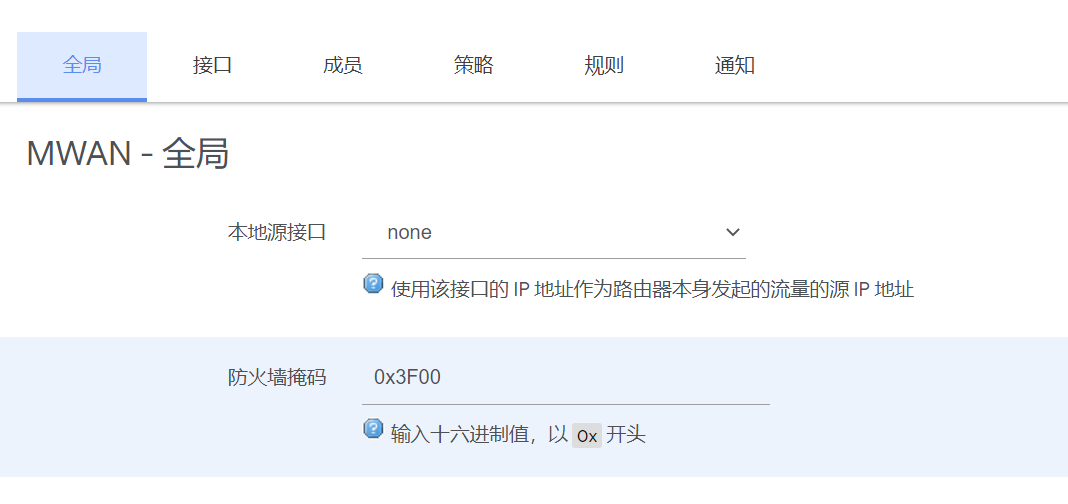 全局 接口 成员 策略 规则 通知
MWAN - 全局
本地源接口 none
使用该接口的 IP 地址作为路由器本身发起的流量的源 IP 地址
防火墙掩码 0x3F00
输入十六进制值，以 0x 开头